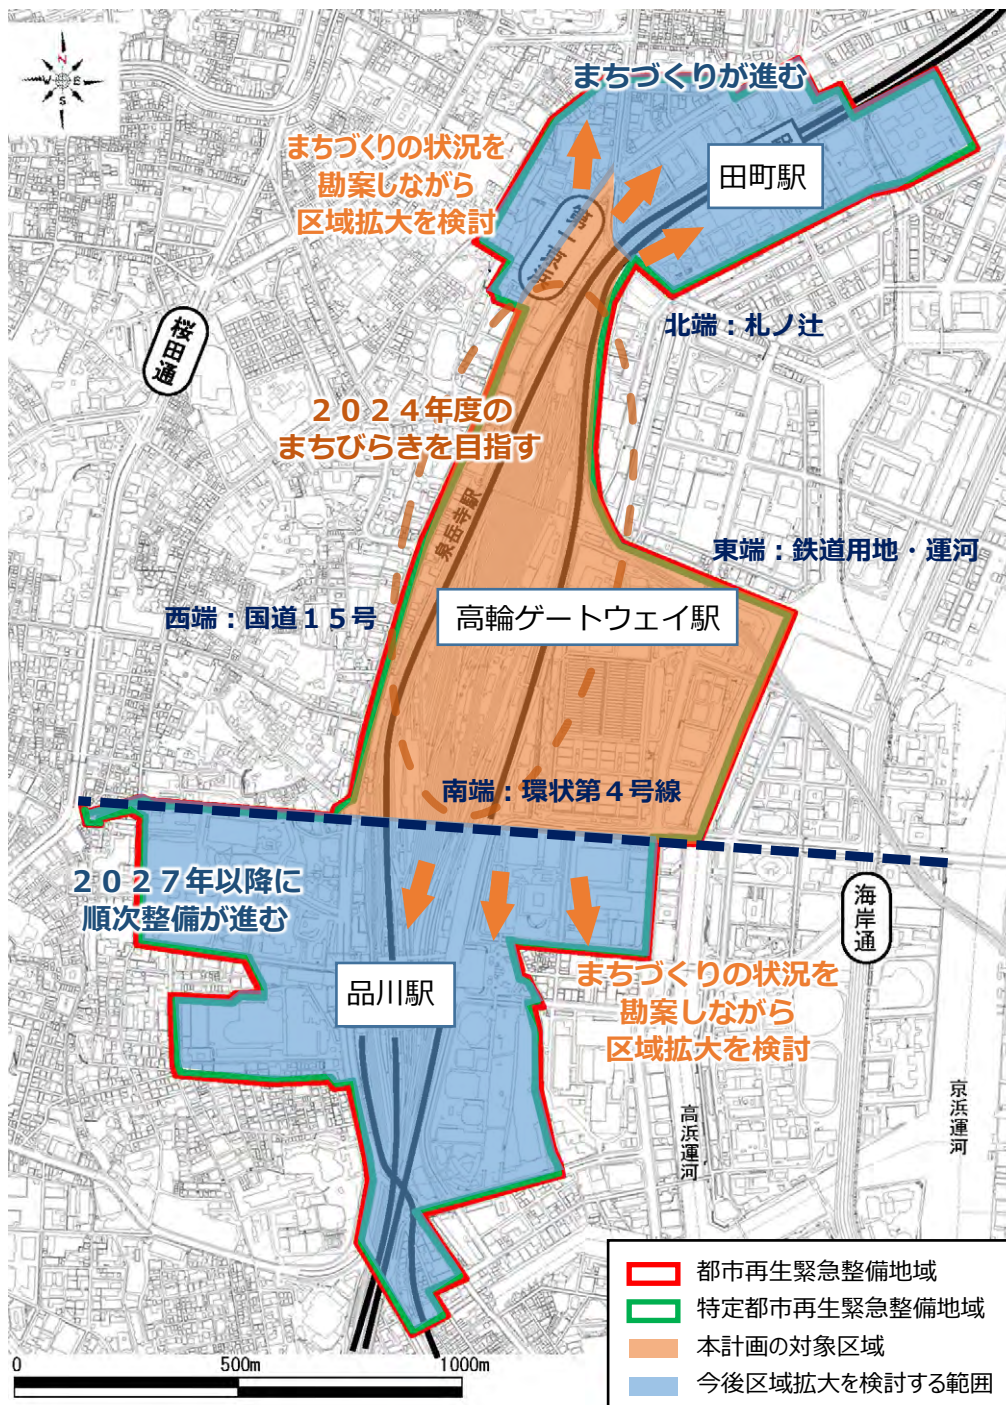 N
W
E
S
まちづくりが進む
まちづくりの状況を
勘案しながら
区域拡大を検討
田町駅
第一京浜
北端：札ノ辻
桜田通
２０２４年度の
まちびらきを目指す
泉岳寺駅
東端：鉄道用地・運河
西端：国道１５号
高輪ゲートウェイ駅
南端：環状第４号線
２０２７年以降に
順次整備が進む
海岸通
品川駅
まちづくりの状況を
勘案しながら
区域拡大を検討
高浜運河
京浜運河
都市再生緊急整備地域
特定都市再生緊急整備地域
本計画の対象区域
今後区域拡大を検討する範囲
0
500m
1000m